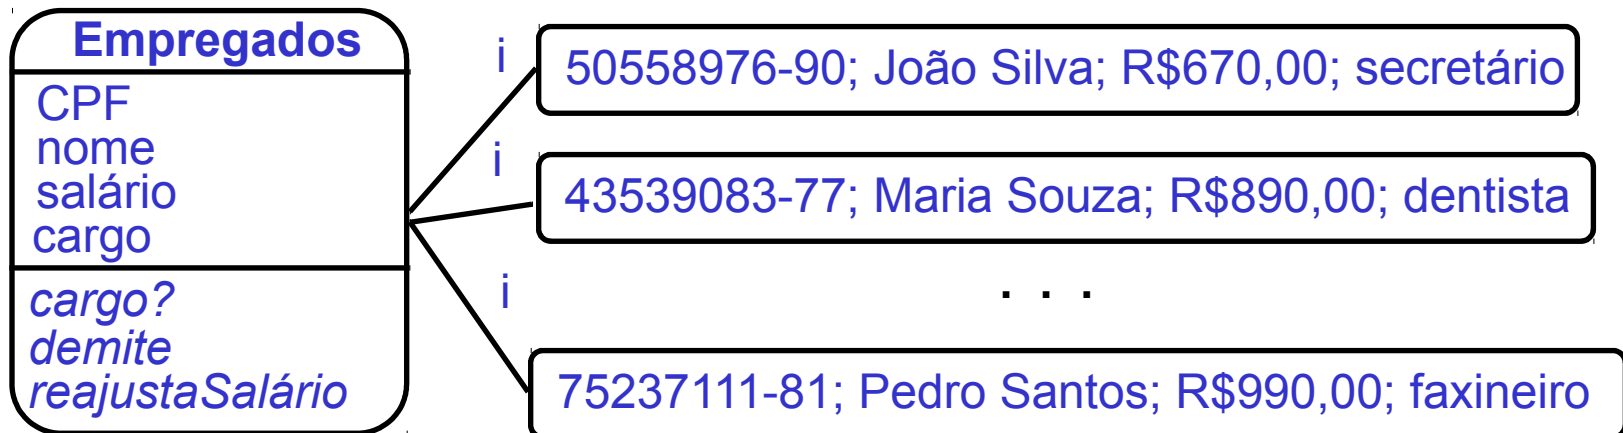 Empregados
CPF
nome
salário
cargo
cargo?
demite
reajustaSalário
i
50558976-90; João Silva; R$670,00; secretário
i
43539083-77; Maria Souza; R$890,00; dentista
. . .
i
75237111-81; Pedro Santos; R$990,00; faxineiro